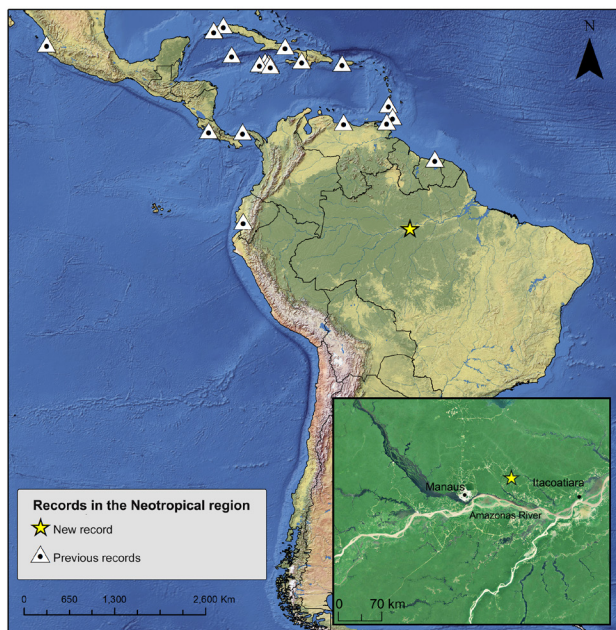 N
Manaus
Itacoatiara
Amazonas River
Records in the Neotropical region
New record
Previous records
0 650 1,300 2,600 Km
0 70 km